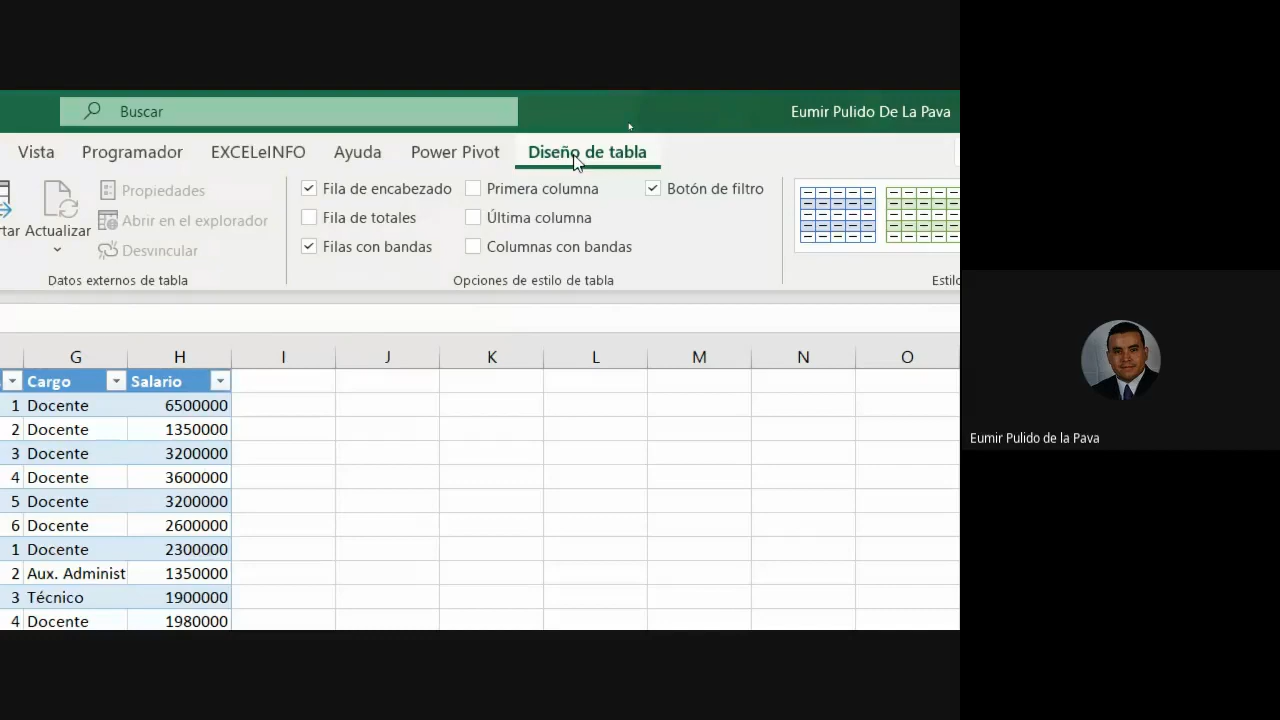 Buscar
Eumir Pulido De La Pava
Vista Programador EXCELeINFO Ayuda Power Pivot Diseño de tabla
Propiedades
Fila de encabezado Primera columna Botón de filtro
Abrir en el explorador
Fila de totales Última columna
Actualizar
Desvincular
Filas con bandas Columnas con bandas
Datos externos de tabla Opciones de estilo de tabla
G H I J K L M N O
Cargo Salario
1 Docente 6500000
2 Docente 1350000
3 Docente 3200000
4 Docente 3600000
5 Docente 3200000
6 Docente 2600000
1 Docente 2300000
2 Aux. Administ 1350000
3 Técnico 1900000
4 Docente 1980000
Eumir Pulido de la Pava